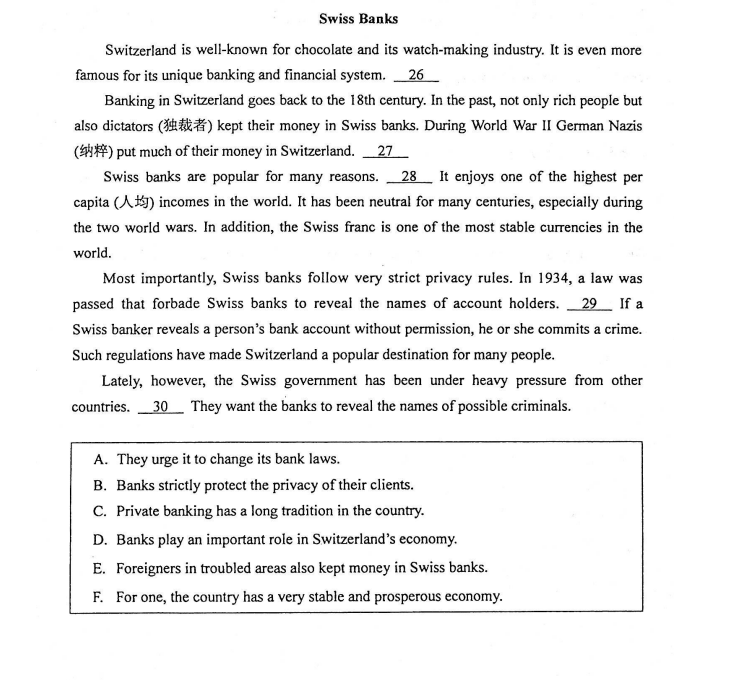 Swiss Banks
Switzerland is well-known for chocolate and its watch-making industry. It is even more
famous for its unique banking and financial system. __26__
Banking in Switzerland goes back to the 18th century. In the past, not only rich people but
also dictators (独裁者) kept their money in Swiss banks. During World War II German Nazis
(纳粹) put much of their money in Switzerland. __27__
Swiss banks are popular for many reasons. __28__ It enjoys one of the highest per
capita (人均) incomes in the world. It has been neutral for many centuries, especially during
the two world wars. In addition, the Swiss franc is one of the most stable currencies in the
world.
Most importantly, Swiss banks follow very strict privacy rules. In 1934, a law was
passed that forbade Swiss banks to reveal the names of account holders. __29__ If a
Swiss banker reveals a person's bank account without permission, he or she commits a crime.
Such regulations have made Switzerland a popular destination for many people.
Lately, however, the Swiss government has been under heavy pressure from other
countries. __30__ They want the banks to reveal the names of possible criminals.
A. They urge it to change its bank laws.
B. Banks strictly protect the privacy of their clients.
C. Private banking has a long tradition in the country.
D. Banks play an important role in Switzerland's economy.
E. Foreigners in troubled areas also kept money in Swiss banks.
F. For one, the country has a very stable and prosperous economy.